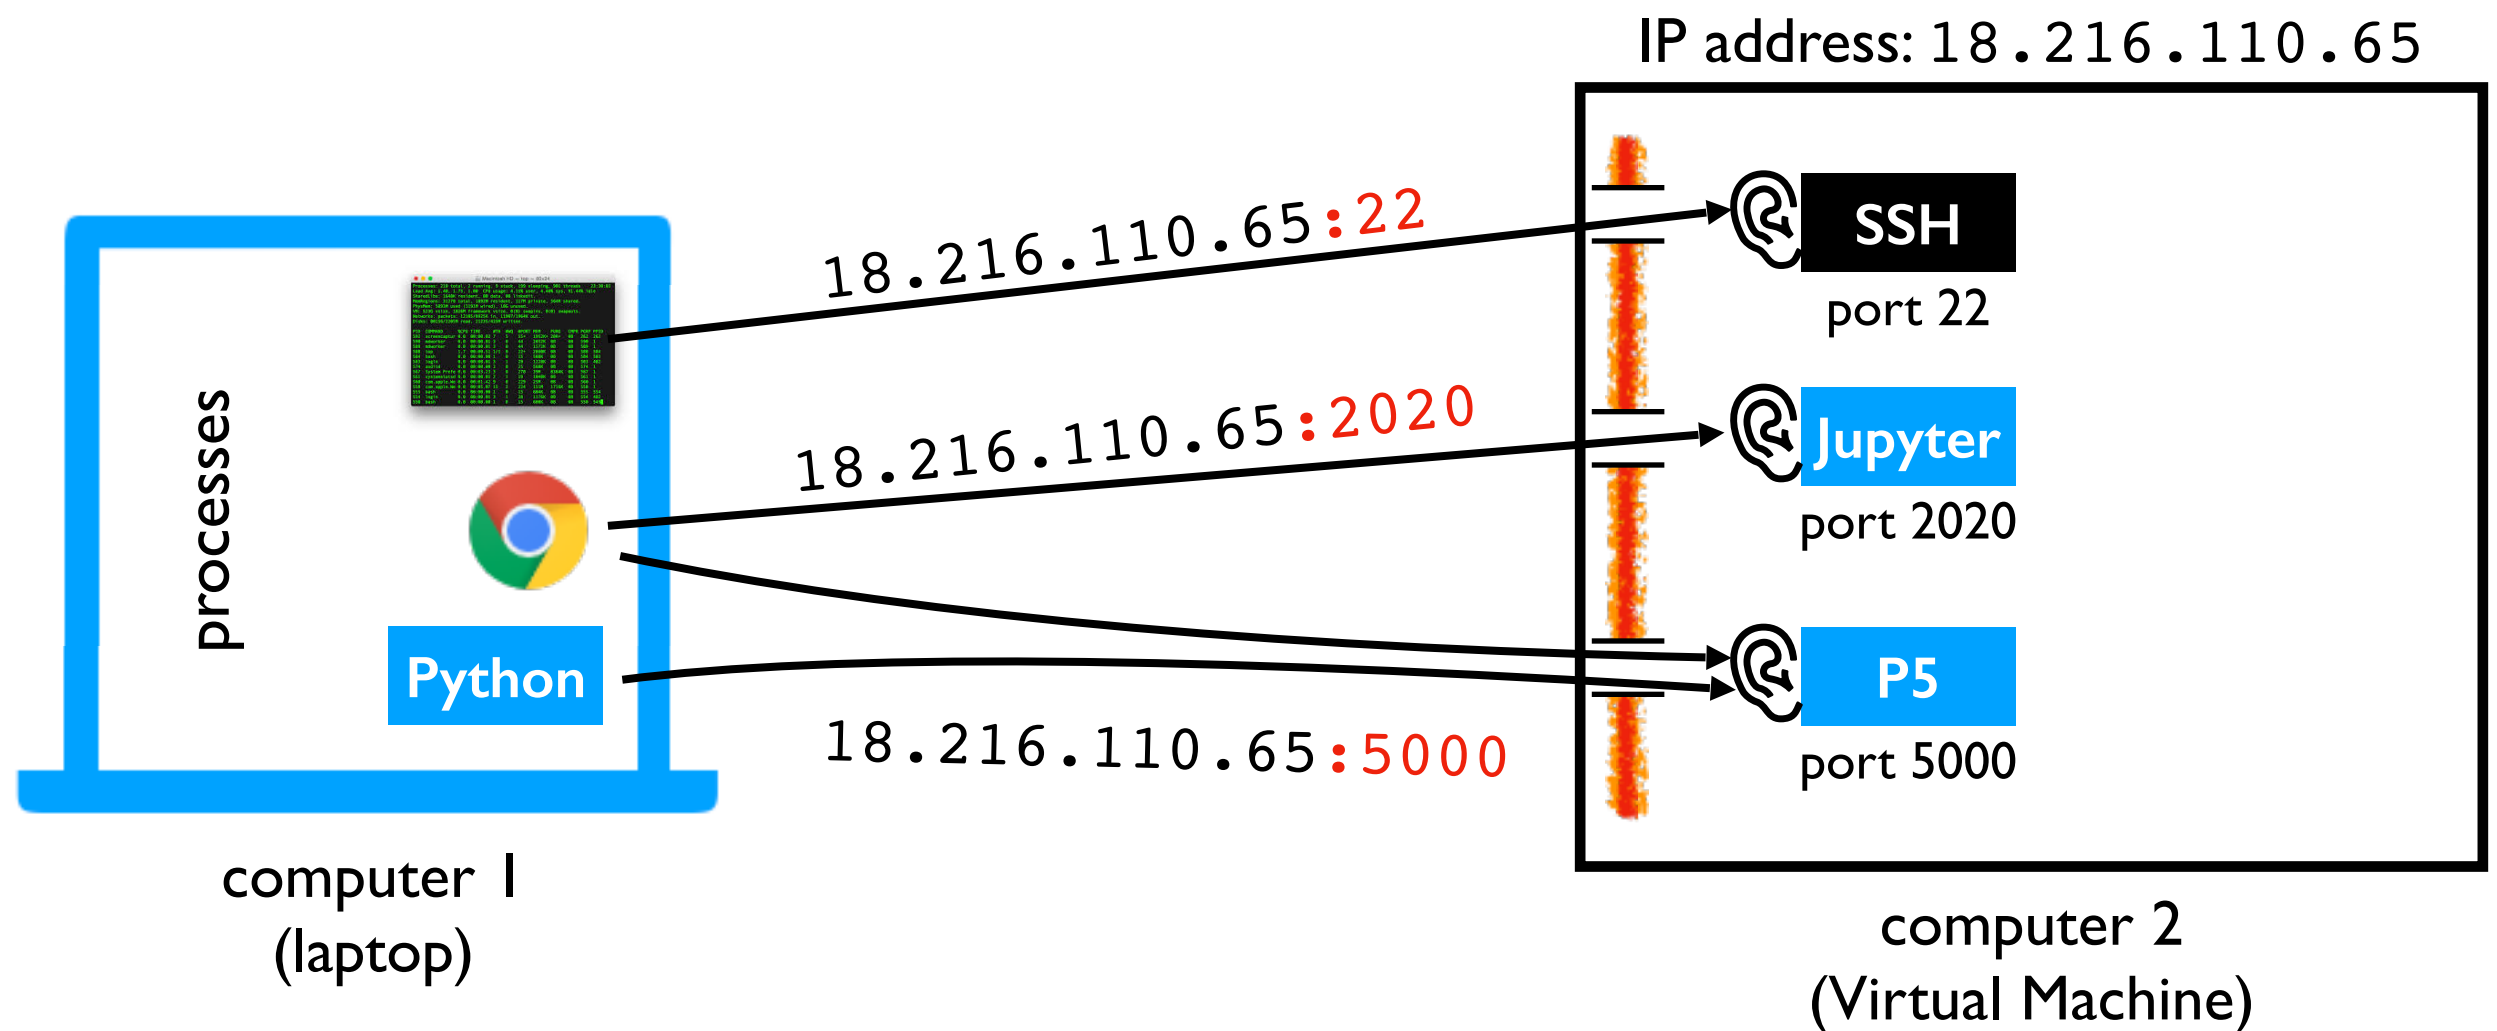 IP address: 18.216.110.65
18.216.110.65:22
SSH
port 22
processes
18.216.110.65:2020
Jupyter
port 2020
Python
P5
18.216.110.65:5000
port 5000
computer 1
(laptop)
computer 2
(Virtual Machine)